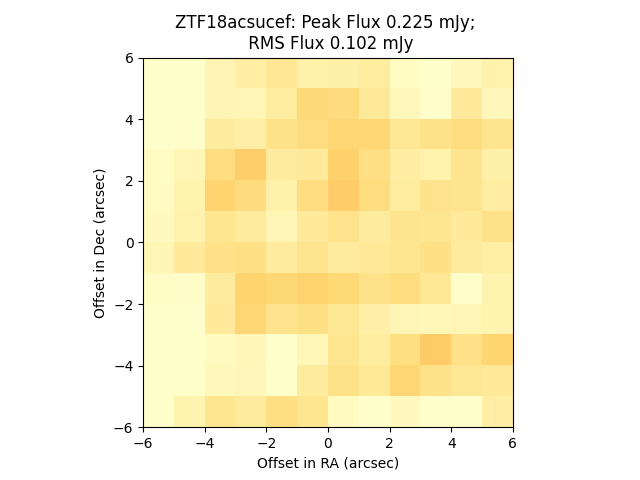 ZTF18acsucef: Peak Flux 0.225 mJy;
RMS Flux 0.102 mJy
6
4
2
0
−2
−4
−6
Offset in Dec (arcsec)
−6 −4 −2 0 2 4 6
Offset in RA (arcsec)